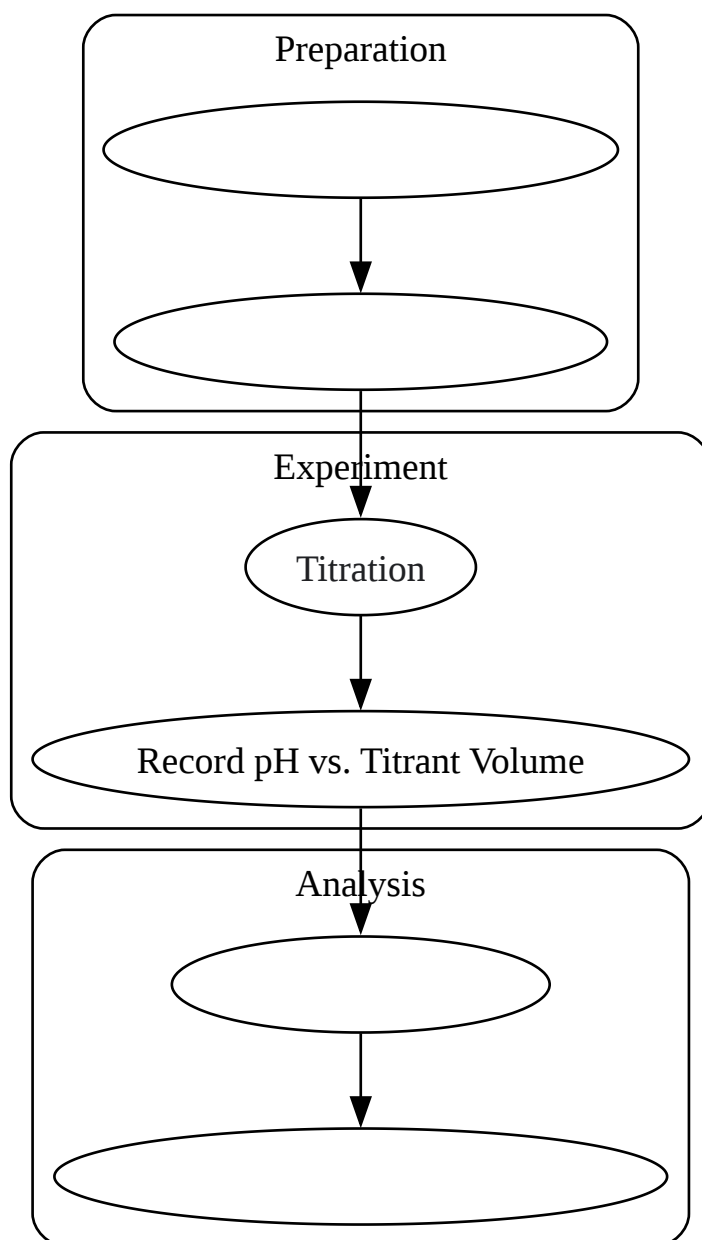 Preparation
Experiment
Titration
Record pH vs. Titrant Volume
Analysis